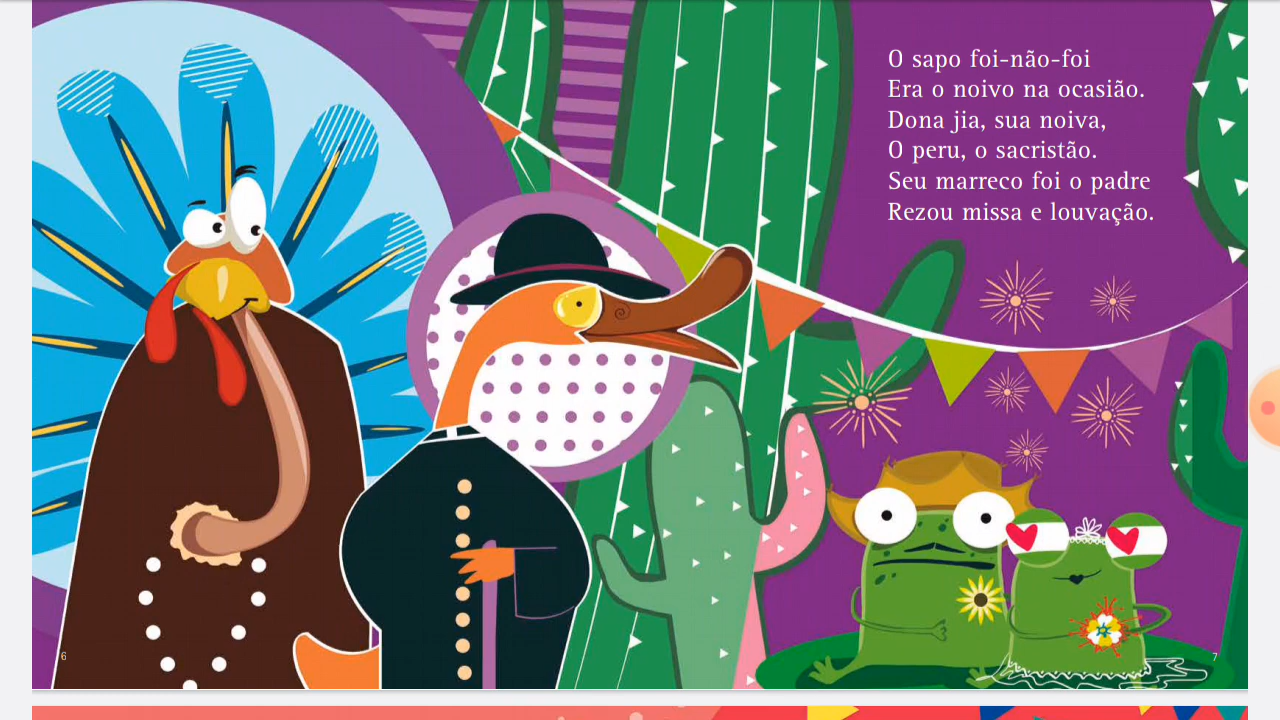 O sapo foi-não-foi
Era o noivo na ocasião.
Dona jia, sua noiva,
O peru, o sacristão.
Seu marreco foi o padre
Rezou missa e louvação.
6
7